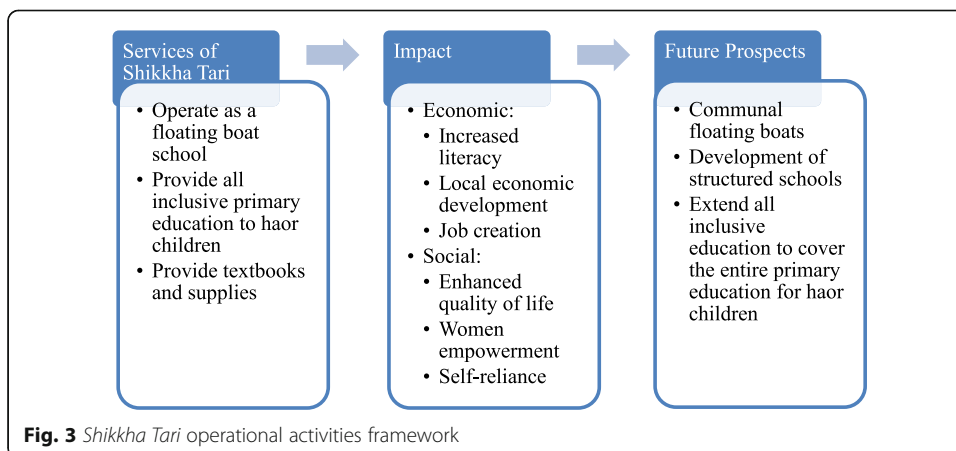 Services of
Shikkha Tari
• Operate as a
floating boat
school
• Provide all
inclusive primary
education to haor
children
• Provide textbooks
and supplies
Impact
• Economic:
• Increased
literacy
• Local economic
development
• Job creation
• Social:
• Enhanced
quality of life
• Women
empowerment
• Self-reliance
Future Prospects
• Communal
floating boats
• Development of
structured schools
• Extend all
inclusive
education to cover
the entire primary
education for haor
children
Fig. 3 Shikkha Tari operational activities framework